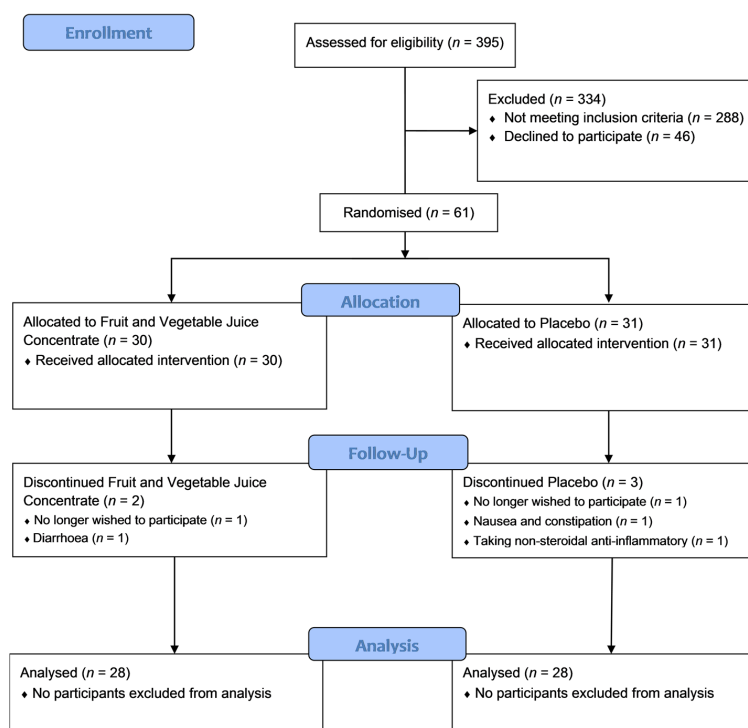 Enrollment
Assessed for eligibility (n = 395)
Excluded (n = 334)
♦ Not meeting inclusion criteria (n = 288)
♦ Declined to participate (n = 46)
Randomised (n = 61)
Allocation
Allocated to Fruit and Vegetable Juice
Concentrate (n = 30)
♦ Received allocated intervention (n = 30)
Allocated to Placebo (n = 31)
♦ Received allocated intervention (n = 31)
Follow-Up
Discontinued Fruit and Vegetable Juice
Concentrate (n = 2)
♦ No longer wished to participate (n = 1)
♦ Diarrhoea (n = 1)
Discontinued Placebo (n = 3)
♦ No longer wished to participate (n = 1)
♦ Nausea and constipation (n = 1)
♦ Taking non-steroidal anti-inflammatory (n = 1)
Analysis
Analysed (n = 28)
♦ No participants excluded from analysis
Analysed (n = 28)
♦ No participants excluded from analysis